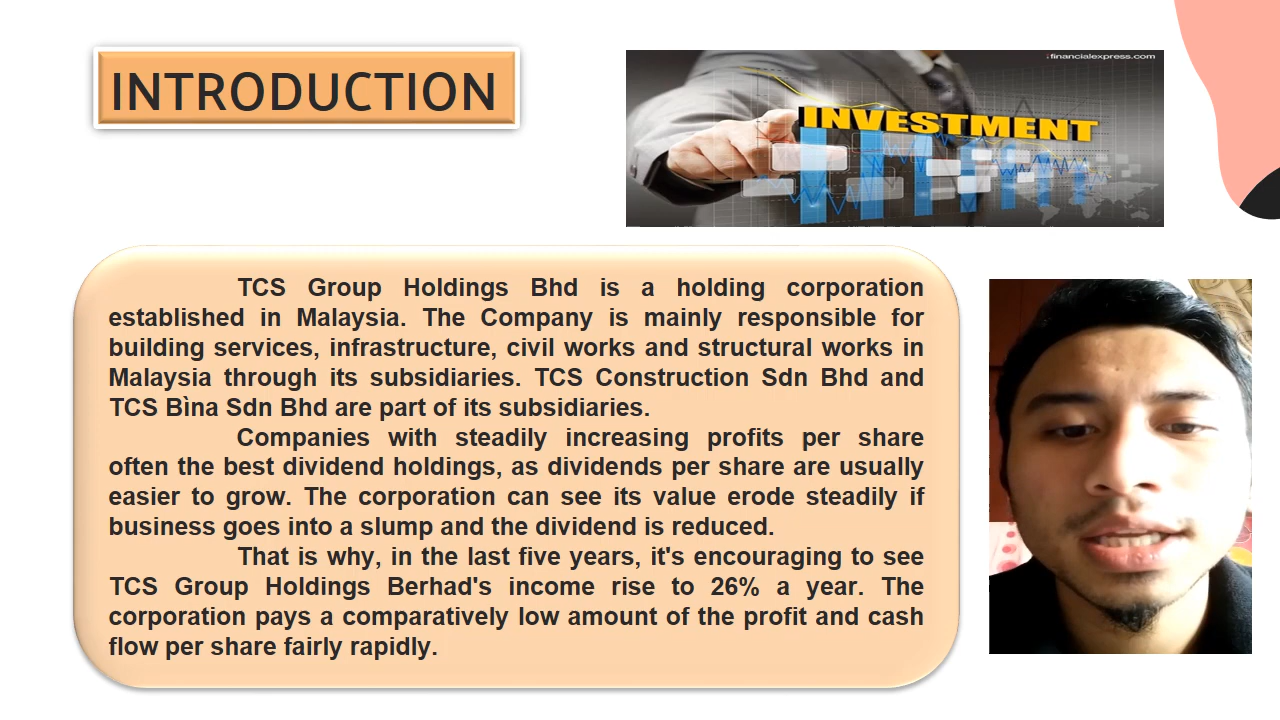 INTRODUCTION
financialexpress.com
INVESTMENT
TCS Group Holdings Bhd is a holding corporation
established in Malaysia. The Company is mainly responsible for
building services, infrastructure, civil works and structural works in
Malaysia through its subsidiaries. TCS Construction Sdn Bhd and
TCS Bìna Sdn Bhd are part of its subsidiaries.
Companies with steadily increasing profits per share
often the best dividend holdings, as dividends per share are usually
easier to grow. The corporation can see its value erode steadily if
business goes into a slump and the dividend is reduced.
That is why, in the last five years, it's encouraging to see
TCS Group Holdings Berhad's income rise to 26% a year. The
corporation pays a comparatively low amount of the profit and cash
flow per share fairly rapidly.